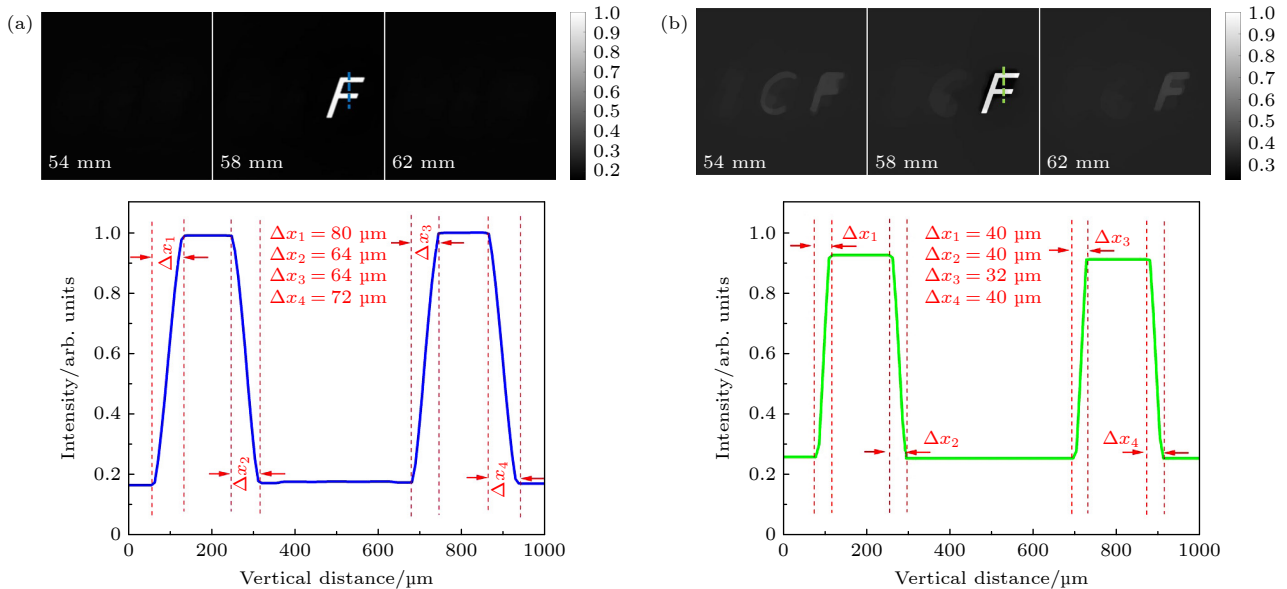 (a)
F
54 mm
58 mm
62 mm
1.0
0.9
0.8
0.7
0.6
0.5
0.4
0.3
0.2
Δx₁
Δx₂
Δx₃
Δx₄
Δx₁ = 80 µm
Δx₂ = 64 µm
Δx₃ = 64 µm
Δx₄ = 72 µm
1.0
0.8
0.6
0.4
0.2
0
Intensity/arb. units
0
200
400
600
800
1000
Vertical distance/µm
(b)
C F
F
F
54 mm
58 mm
62 mm
1.0
0.9
0.8
0.7
0.6
0.5
0.4
0.3
Δx₁
Δx₂
Δx₃
Δx₄
Δx₁ = 40 µm
Δx₂ = 40 µm
Δx₃ = 32 µm
Δx₄ = 40 µm
1.0
0.8
0.6
0.4
0.2
0
Intensity/arb. units
0
200
400
600
800
1000
Vertical distance/µm